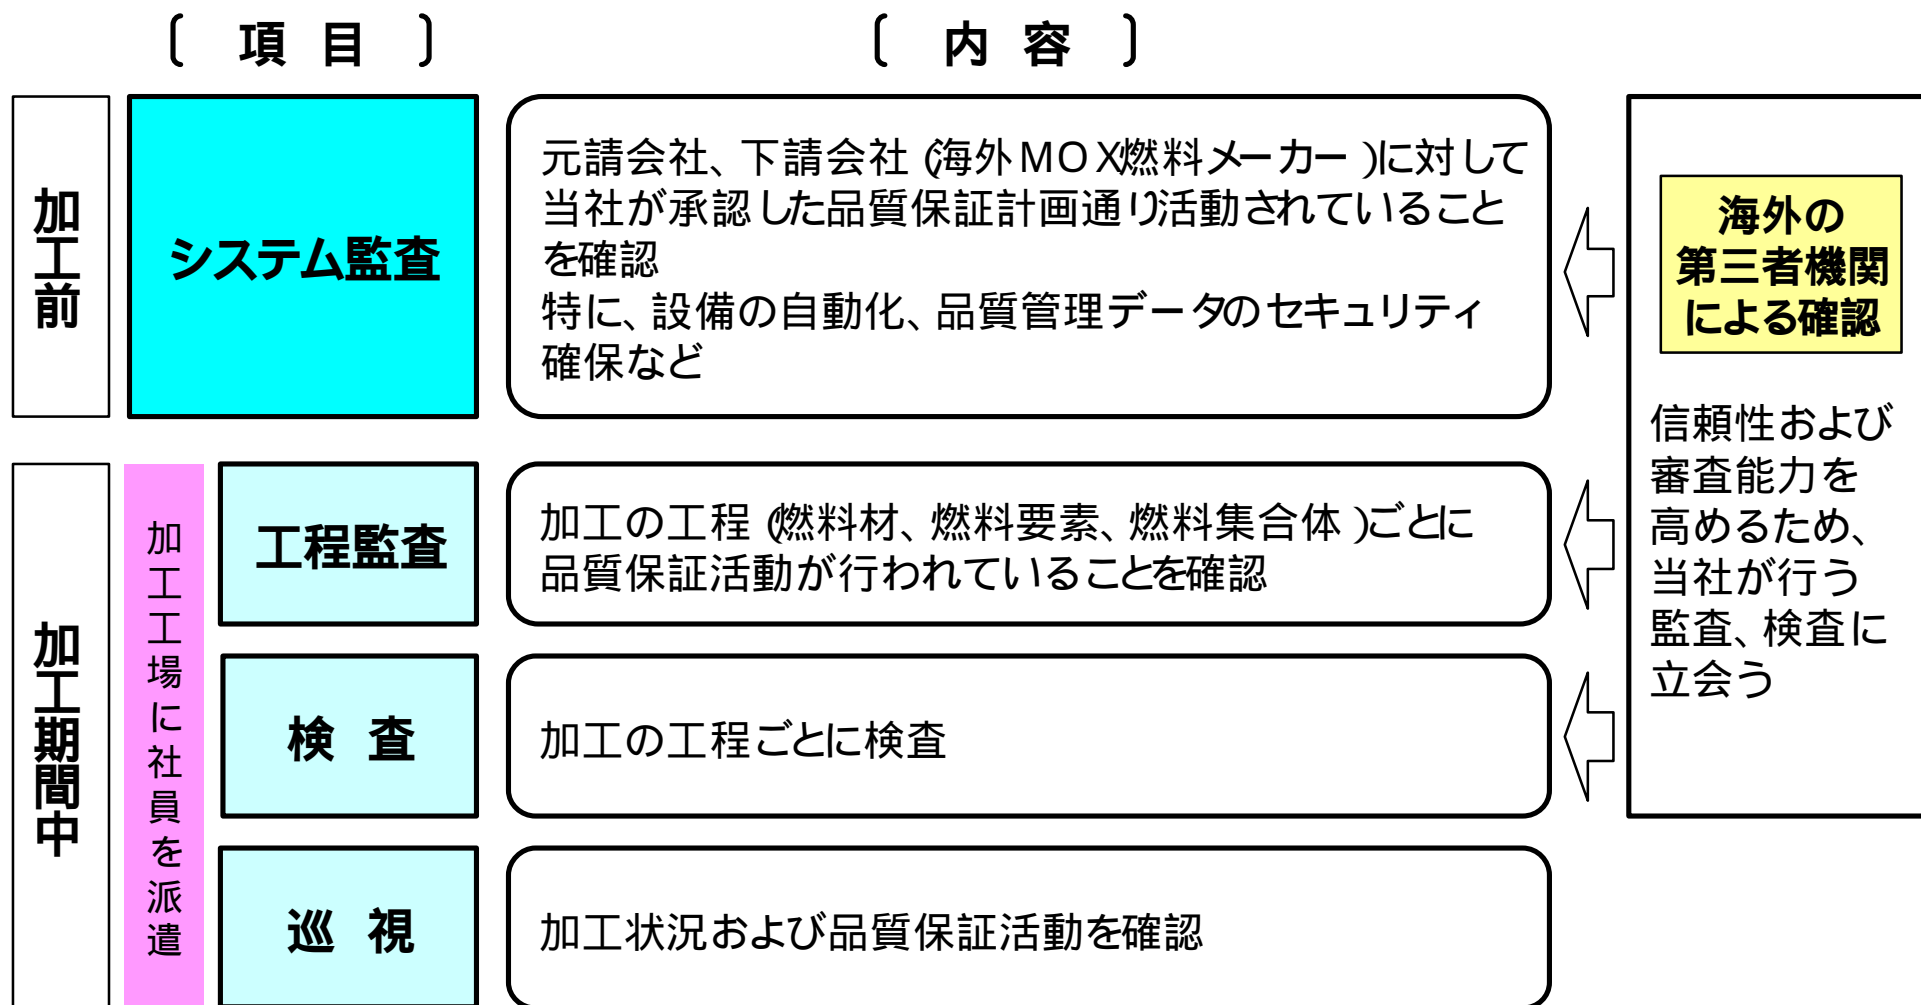 〔 項 目 〕
〔 内 容 〕
加工前
システム監査
元請会社、下請会社(海外MOX燃料メーカー)に対して
当社が承認した品質保証計画通り活動されていること
を確認
特に、設備の自動化、品質管理データのセキュリティ
確保など
海外の
第三者機関
による確認
信頼性および
審査能力を
高めるため、
当社が行う
監査、検査に
立会う
加工期間中
加工工場に社員を派遣
工程監査
加工の工程(燃料材、燃料要素、燃料集合体)ごとに
品質保証活動が行われていることを確認
検 査
加工の工程ごとに検査
巡 視
加工状況および品質保証活動を確認